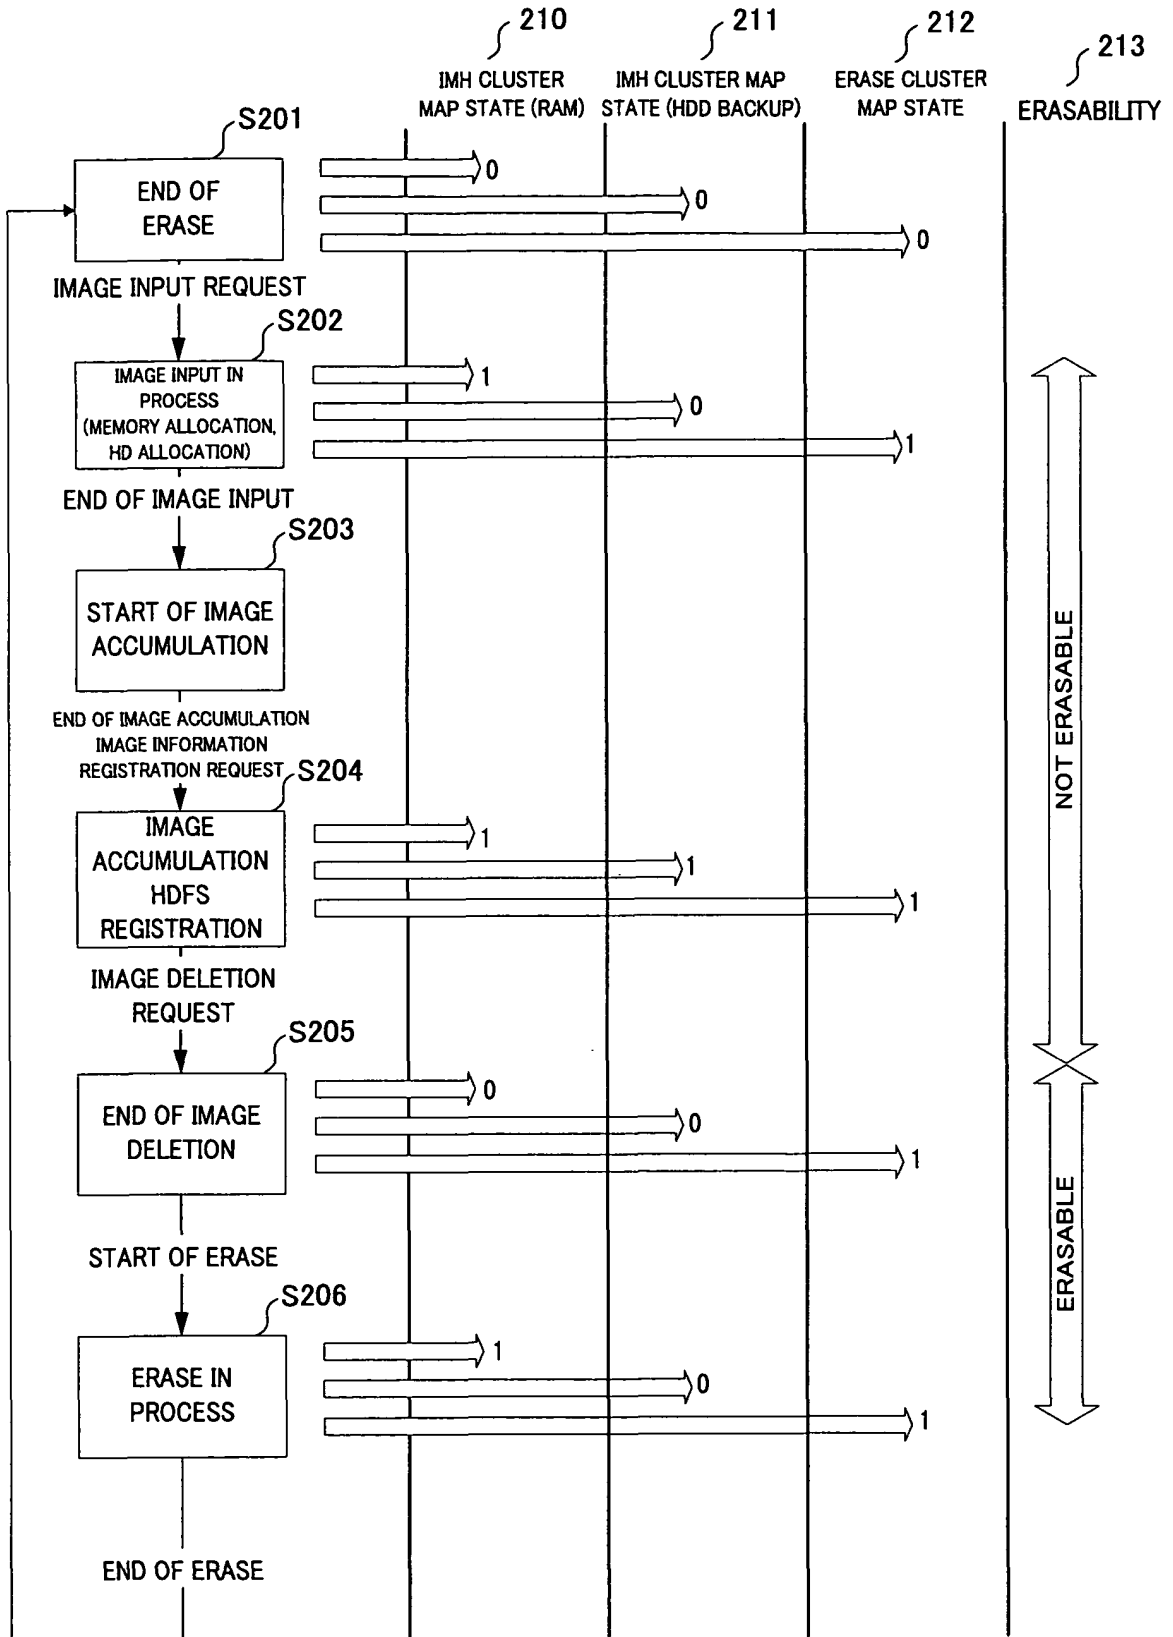 210
211
212
213
IMH CLUSTER
MAP STATE (RAM)
IMH CLUSTER MAP
STATE (HDD BACKUP)
ERASE CLUSTER
MAP STATE
ERASABILITY
S201
END OF
ERASE
0
0
0
IMAGE INPUT REQUEST
S202
IMAGE INPUT IN
PROCESS
(MEMORY ALLOCATION,
HD ALLOCATION)
1
0
1
END OF IMAGE INPUT
S203
START OF IMAGE
ACCUMULATION
END OF IMAGE ACCUMULATION
IMAGE INFORMATION
REGISTRATION REQUEST
S204
IMAGE
ACCUMULATION
HDFS
REGISTRATION
1
1
1
NOT ERASABLE
IMAGE DELETION
REQUEST
S205
END OF IMAGE
DELETION
0
0
1
ERASABLE
START OF ERASE
S206
ERASE IN
PROCESS
1
0
1
END OF ERASE